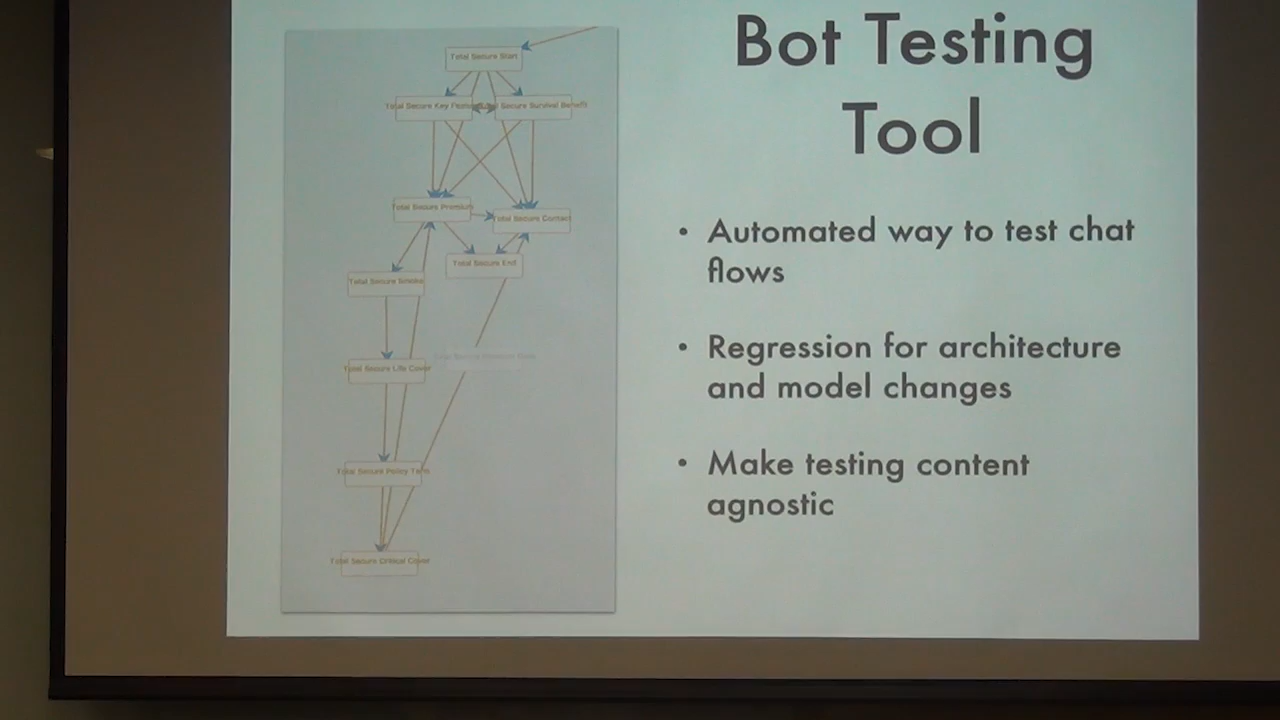 Bot Testing
Tool
• Automated way to test chat
flows
• Regression for architecture
and model changes
• Make testing content
agnostic
Total Secure Start
Total Secure Key
Secure Survival Benefit
Total Secure Premium
Total Secure Contact
Total Secure End
Total Secure Smoke
Total Secure Life Cover
Total Secure Policy Term
Total Secure Critical Cover